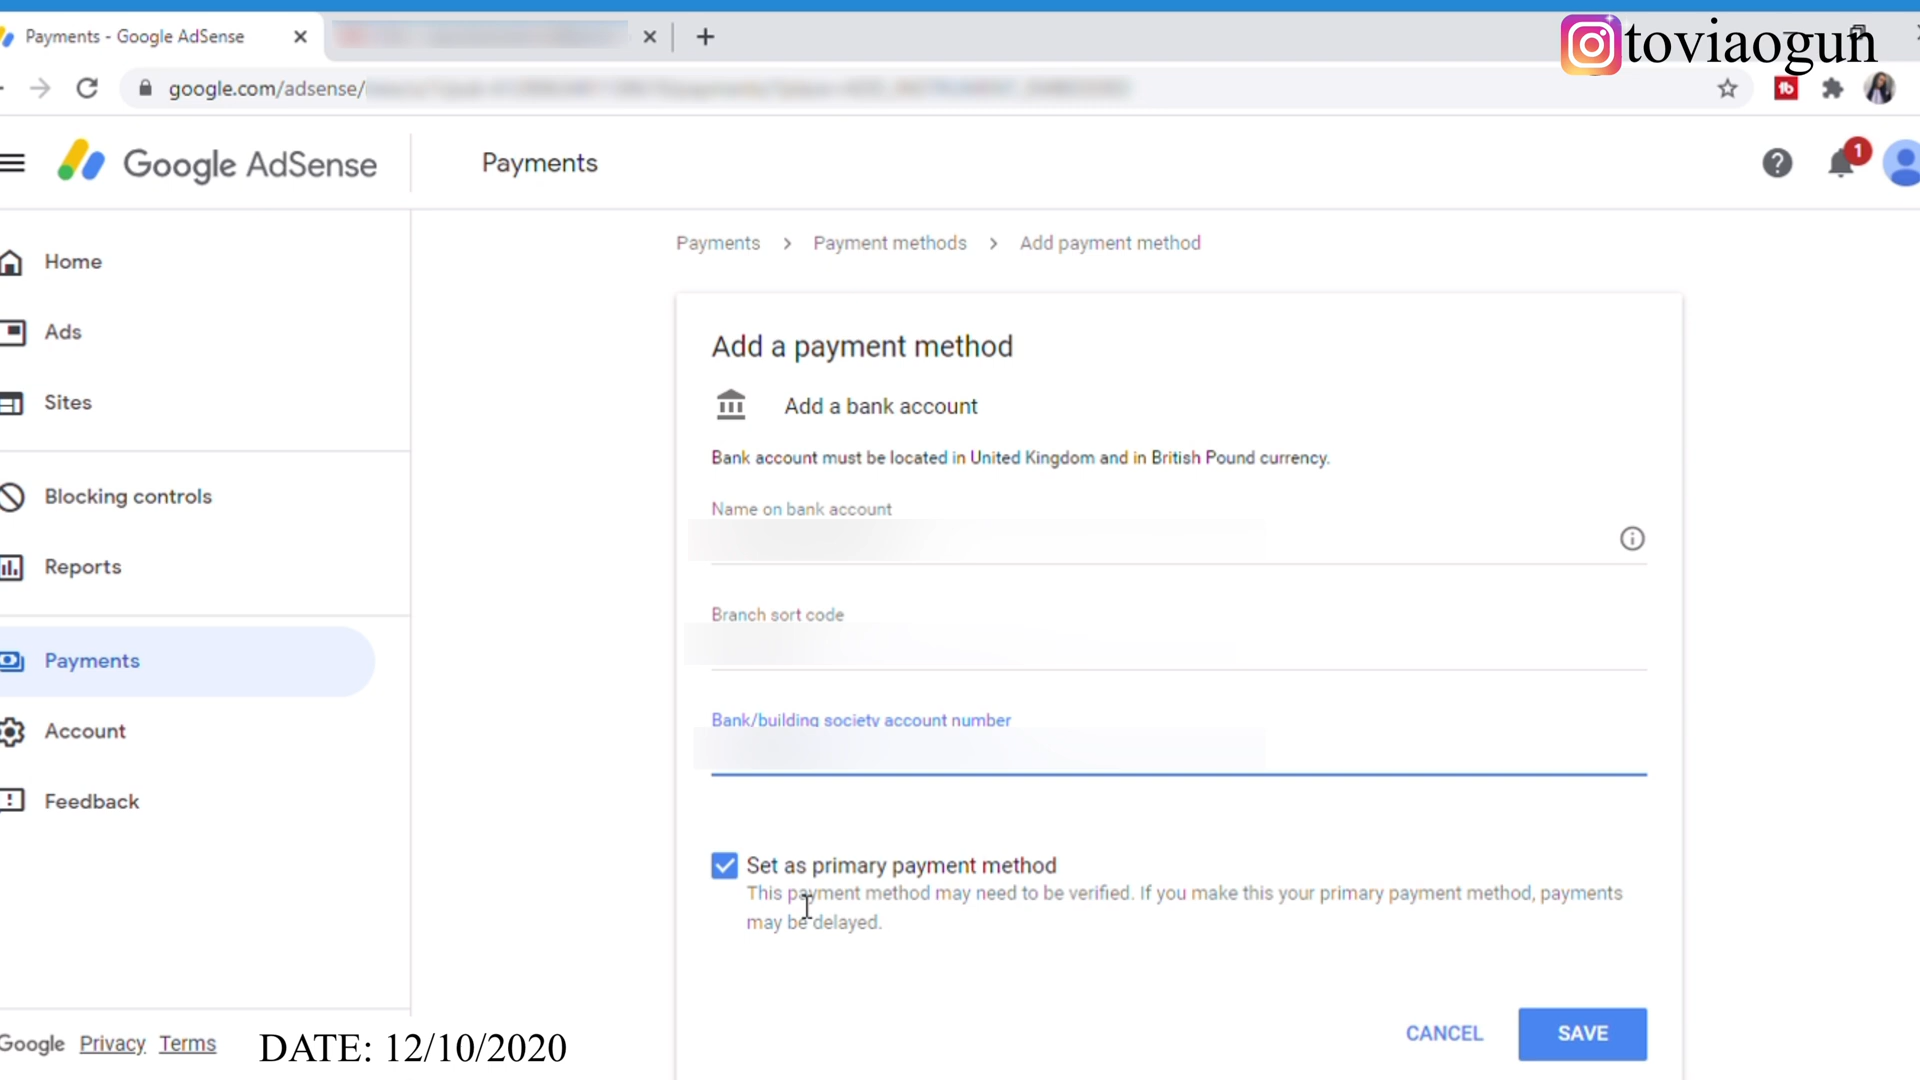 Payments - Google AdSense
toviaogun
google.com/adsense/
Google AdSense
Payments
1
Home
Ads
Sites
Blocking controls
Reports
Payments
Account
Feedback
Payments > Payment methods > Add payment method
Add a payment method
Add a bank account
Bank account must be located in United Kingdom and in British Pound currency.
Name on bank account
Branch sort code
Bank/building society account number
Set as primary payment method
This payment method may need to be verified. If you make this your primary payment method, payments
may be delayed.
CANCEL
SAVE
Google Privacy Terms
DATE: 12/10/2020